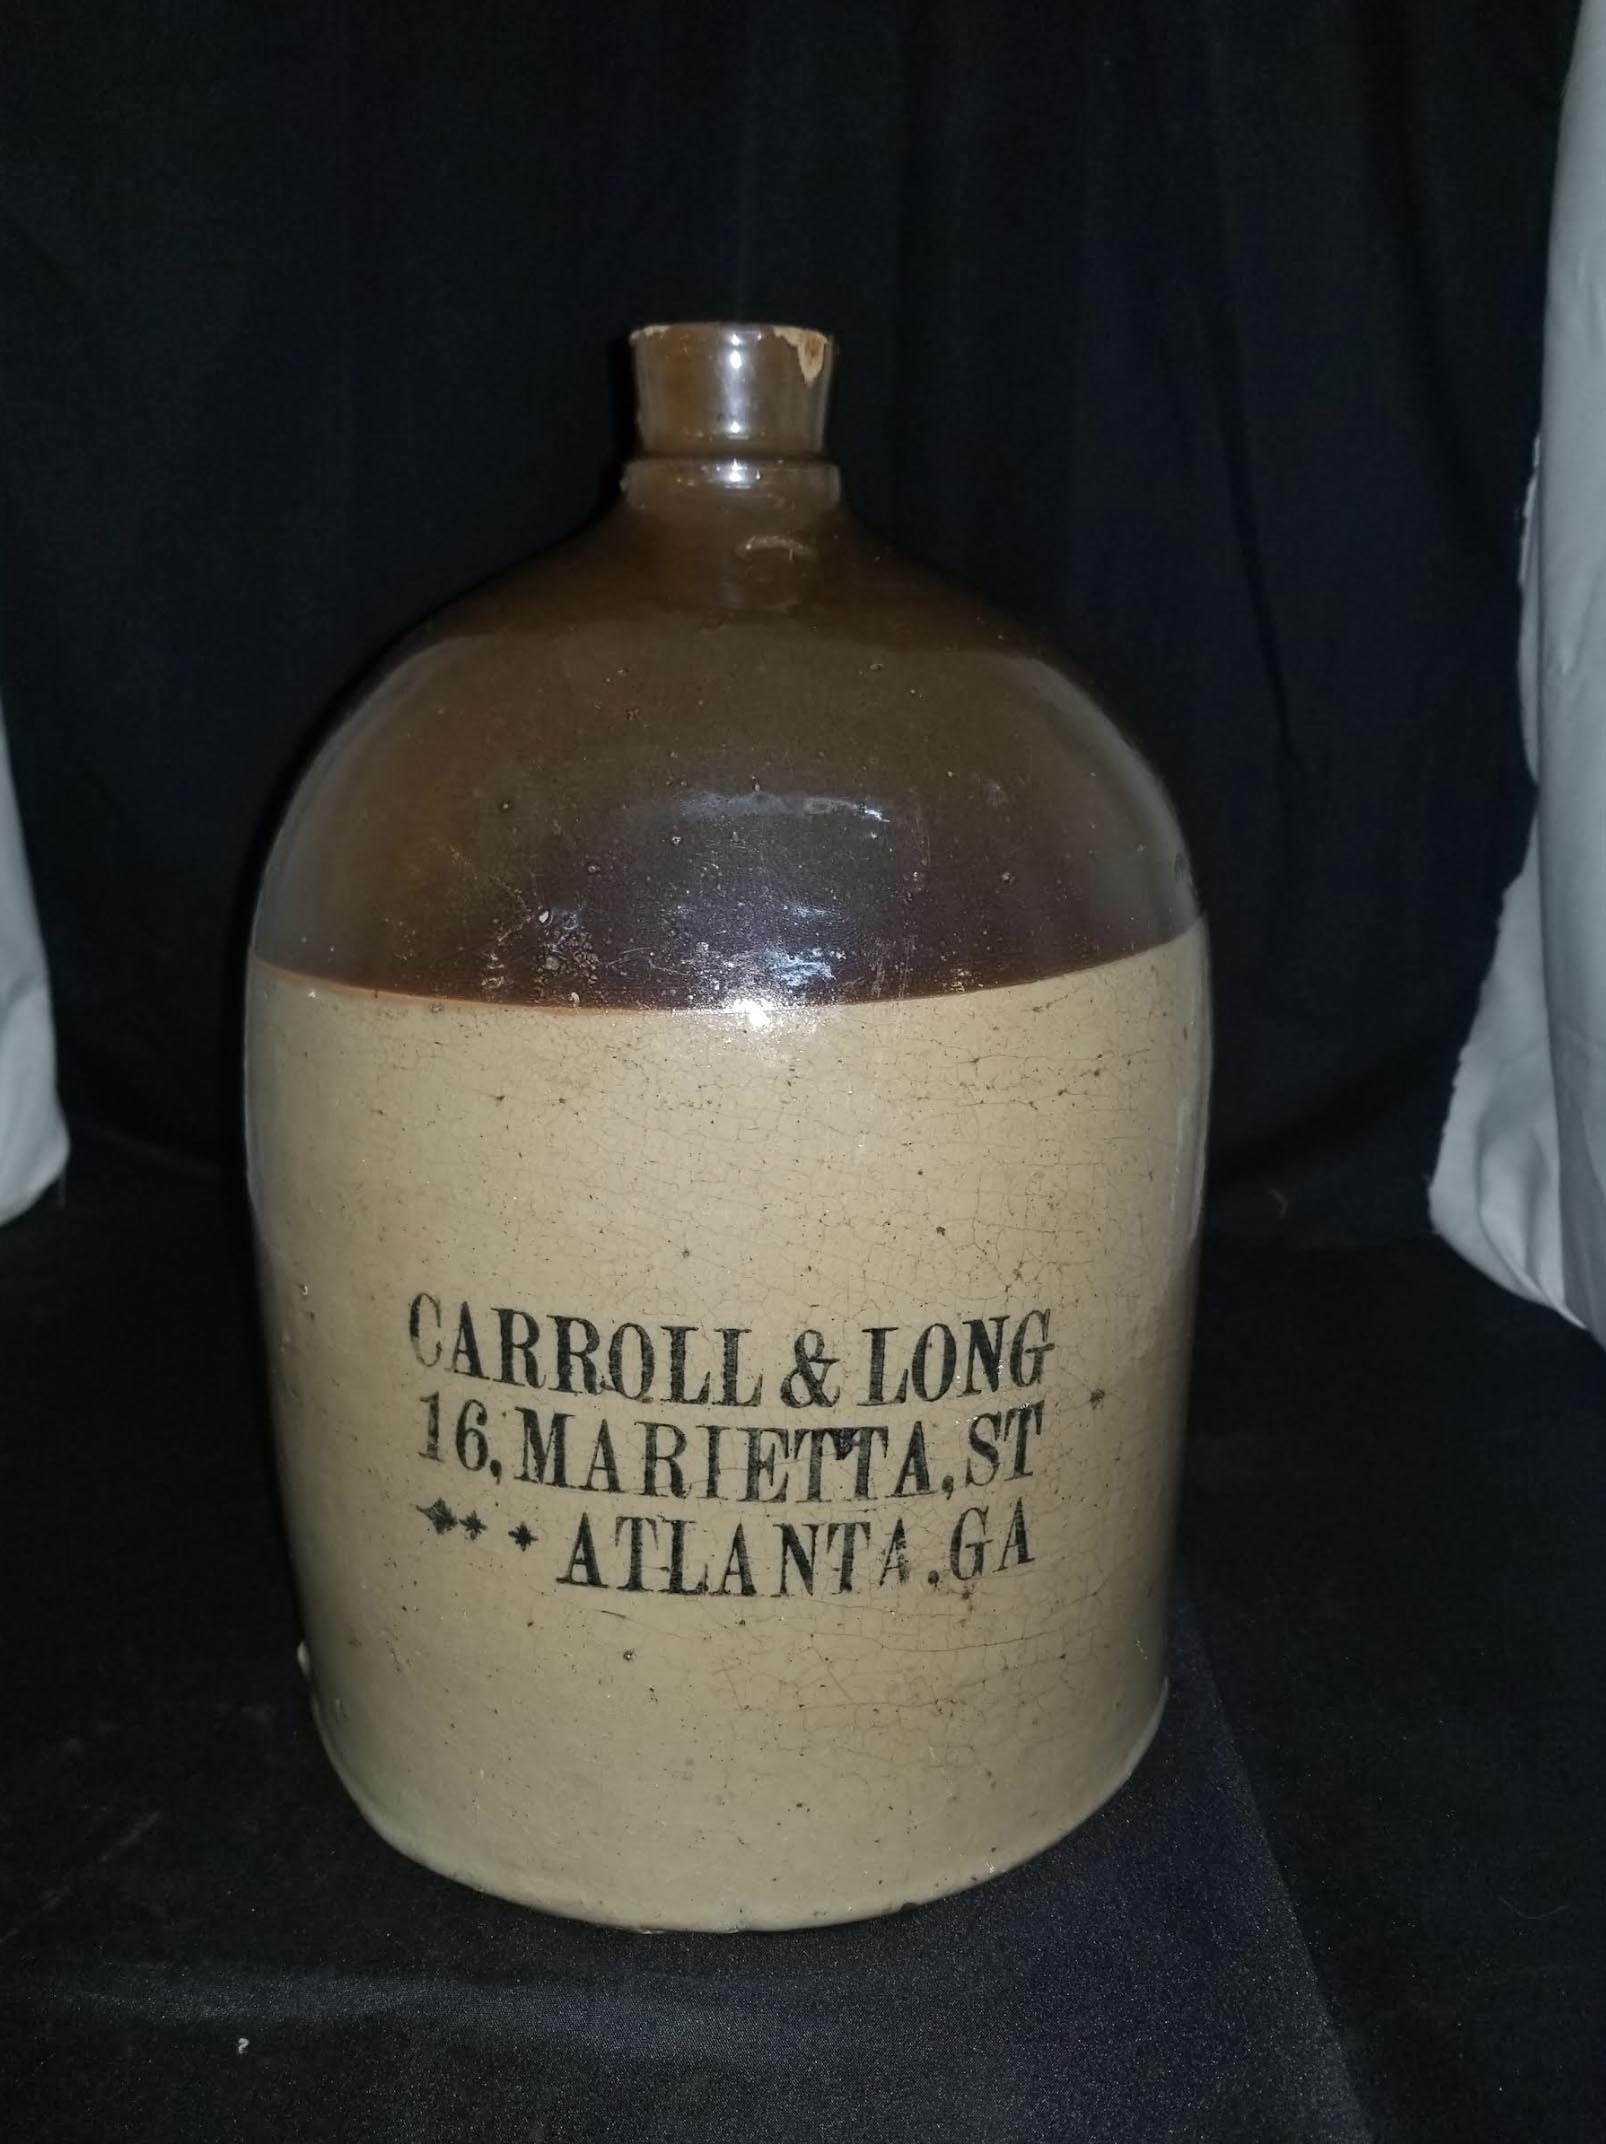 CARROLL & LONG
16, MARIETTA, ST
ATLANTA, GA